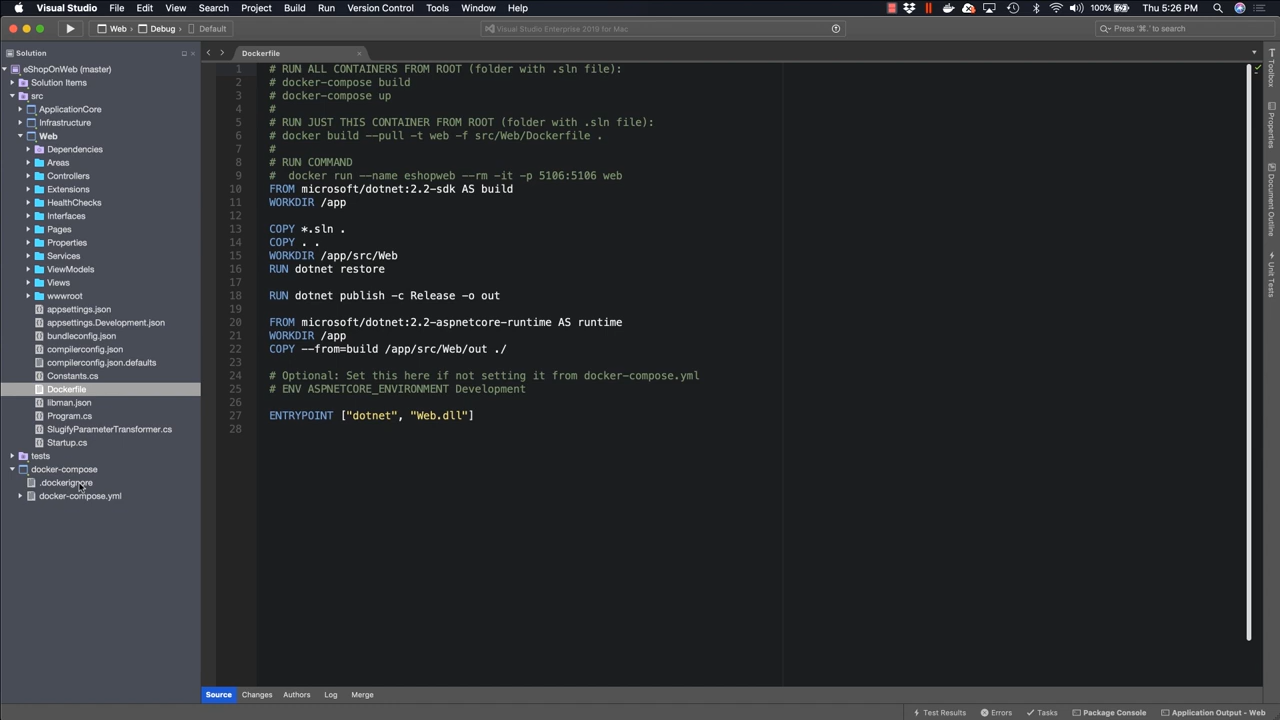 Visual Studio File Edit View Search Project Build Run Version Control Tools Window Help 100% Thu 5:26 PM
Web Debug Default Visual Studio Enterprise 2019 for Mac Press '⌘.' to search
Solution
eShopOnWeb (master)
Solution Items
src
ApplicationCore
Infrastructure
Web
Dependencies
Areas
Controllers
Extensions
HealthChecks
Interfaces
Pages
Properties
Services
ViewModels
Views
wwwroot
appsettings.json
appsettings.Development.json
bundleconfig.json
compilerconfig.json
compilerconfig.json.defaults
Constants.cs
Dockerfile
libman.json
Program.cs
SlugifyParameterTransformer.cs
Startup.cs
tests
docker-compose
.dockerignore
docker-compose.yml
Dockerfile
1 # RUN ALL CONTAINERS FROM ROOT (folder with .sln file):
2 # docker-compose build
3 # docker-compose up
4 #
5 # RUN JUST THIS CONTAINER FROM ROOT (folder with .sln file):
6 # docker build --pull -t web -f src/Web/Dockerfile .
7 #
8 # RUN COMMAND
9 #  docker run --name eshopweb --rm -it -p 5106:5106 web
10 FROM microsoft/dotnet:2.2-sdk AS build
11 WORKDIR /app
12
13 COPY *.sln .
14 COPY . .
15 WORKDIR /app/src/Web
16 RUN dotnet restore
17
18 RUN dotnet publish -c Release -o out
19
20 FROM microsoft/dotnet:2.2-aspnetcore-runtime AS runtime
21 WORKDIR /app
22 COPY --from=build /app/src/Web/out ./
23
24 # Optional: Set this here if not setting it from docker-compose.yml
25 # ENV ASPNETCORE_ENVIRONMENT Development
26
27 ENTRYPOINT ["dotnet", "Web.dll"]
28
Toolbox
Properties
Document Outline
Unit Tests
Source Changes Authors Log Merge
Test Results Errors Tasks Package Console Application Output - Web